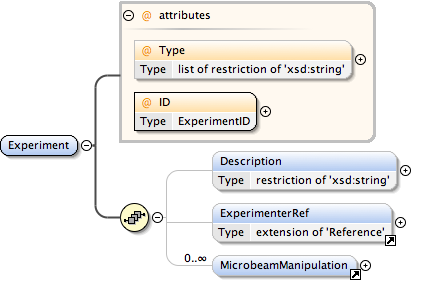 @ attributes
@ Type
Type list of restriction of 'xsd:string'
@ ID
Type ExperimentID
Experiment
Description
Type restriction of 'xsd:string'
ExperimenterRef
Type extension of 'Reference'
0..∞
MicrobeamManipulation